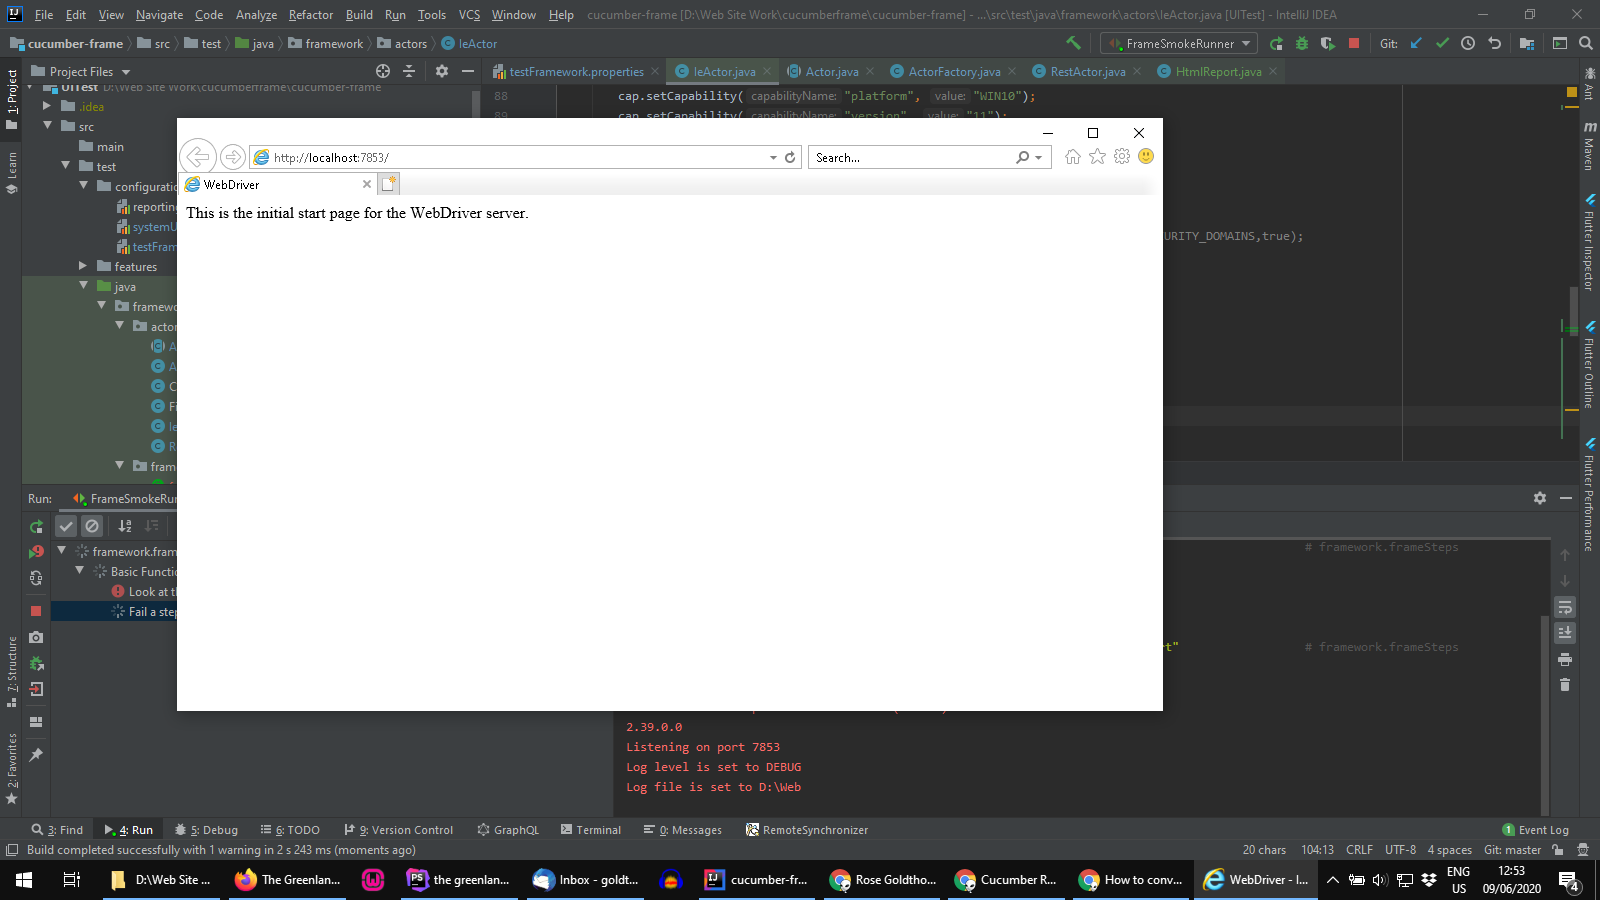 File Edit View Navigate Code Analyze Refactor Build Run Tools VCS Window Help cucumber-frame [D:\Web Site Work\cucumberframe\cucumber-frame] - ...\src\test\java\framework\actors\IeActor.java [UITest] - IntelliJ IDEA
cucumber-frame src test java framework actors IeActor FrameSmokeRunner Git:
Project Files testFramework.properties IeActor.java Actor.java ActorFactory.java RestActor.java HtmlReport.java
UITest D:\Web Site Work\cucumberframe\cucumber-frame
88 cap.setCapability( capabilityName: "platform", value: "WIN10");
.idea
89 cap.setCapability( capabilityName: "version", value: "11");
src
main
test
configuratio
reporting
systemU
testFram
features
java
framewo
actor
A
A
C
Fi
Ie
R
fram
1: Project
Learn
7: Structure
2: Favorites
Ant
Maven
Flutter Inspector
Flutter Outline
Flutter Performance
http://localhost:7853/ Search...
WebDriver
This is the initial start page for the WebDriver server.
URITY_DOMAINS,true);
Run: FrameSmokeRun
framework.fram
Basic Functio
Look at th
Fail a step
# framework.frameSteps
rt" # framework.frameSteps
2.39.0.0
Listening on port 7853
Log level is set to DEBUG
Log file is set to D:\Web
3: Find 4: Run 5: Debug 6: TODO 9: Version Control GraphQL Terminal 0: Messages RemoteSynchronizer 1 Event Log
Build completed successfully with 1 warning in 2 s 243 ms (moments ago) 20 chars 104:13 CRLF UTF-8 4 spaces Git: master
D:\Web Site ... The Greenlan... the greenlan... Inbox - goldt... cucumber-fr... Rose Goldtho... Cucumber R... How to conv... WebDriver - I... ENG US 12:53 09/06/2020 4